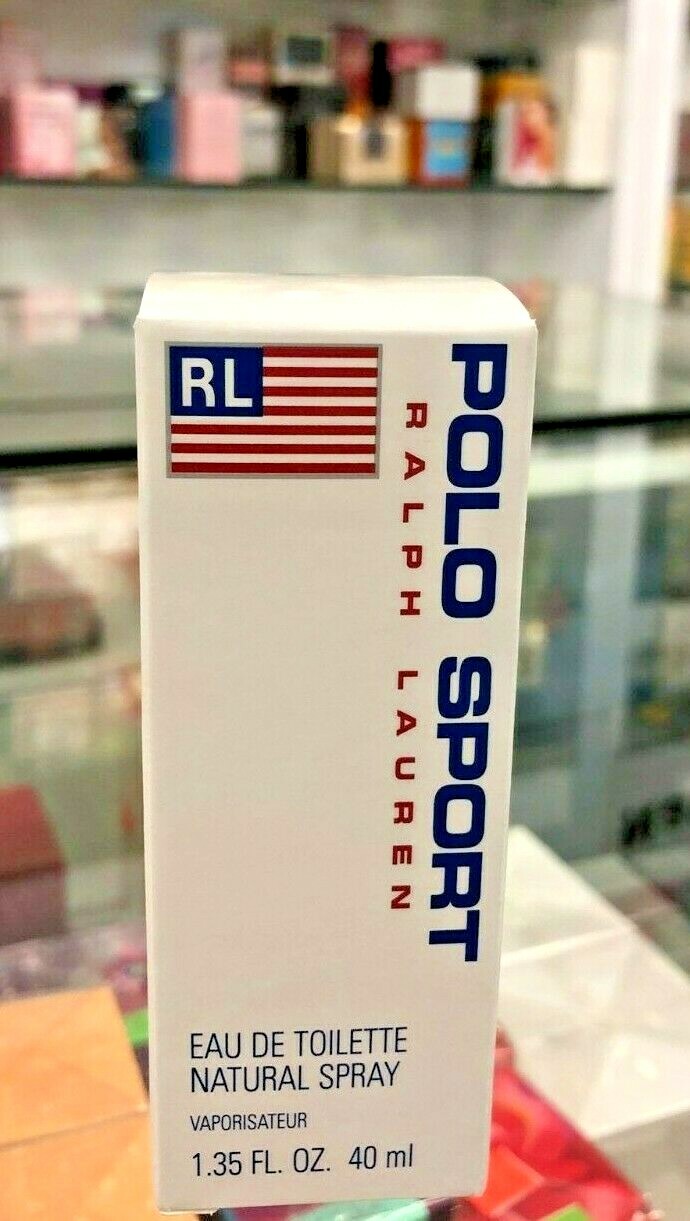 RL
POLO SPORT
RALPH LAUREN
EAU DE TOILETTE
NATURAL SPRAY
VAPORISATEUR
1.35 FL. OZ. 40 ml